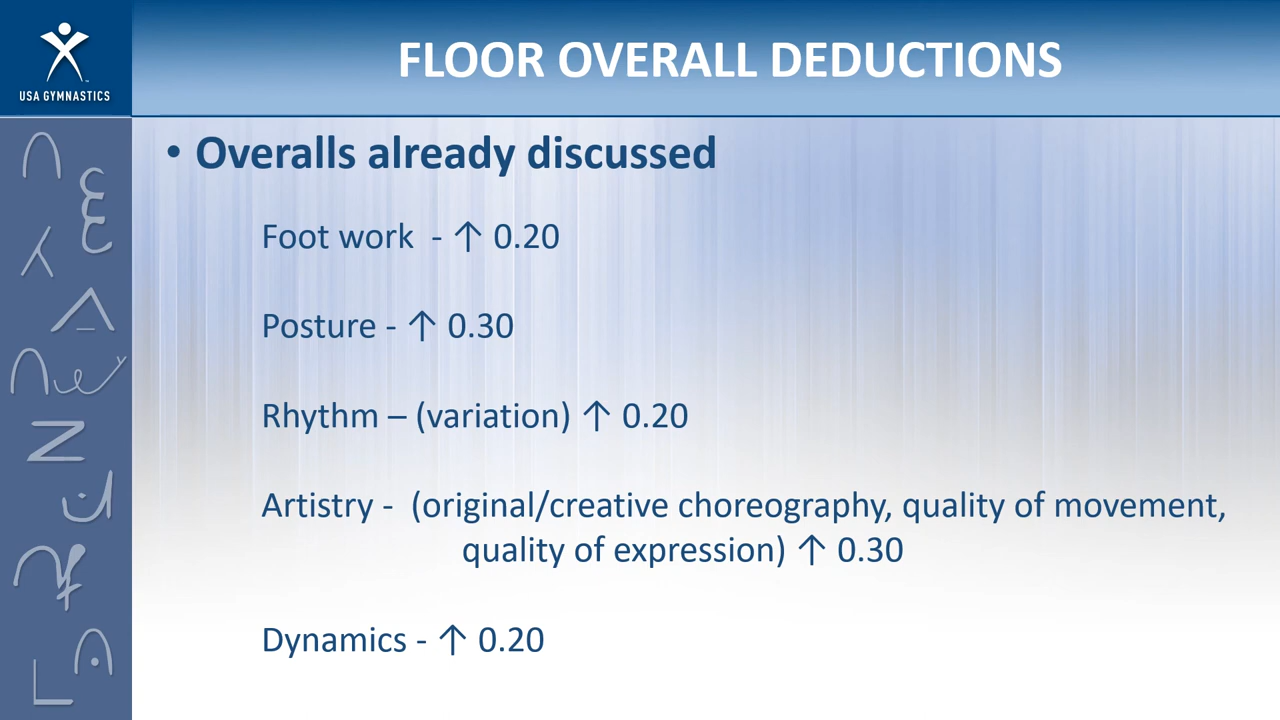 USA GYMNASTICS
FLOOR OVERALL DEDUCTIONS
• Overalls already discussed
Foot work - ↑ 0.20
Posture - ↑ 0.30
Rhythm – (variation) ↑ 0.20
Artistry - (original/creative choreography, quality of movement,
quality of expression) ↑ 0.30
Dynamics - ↑ 0.20